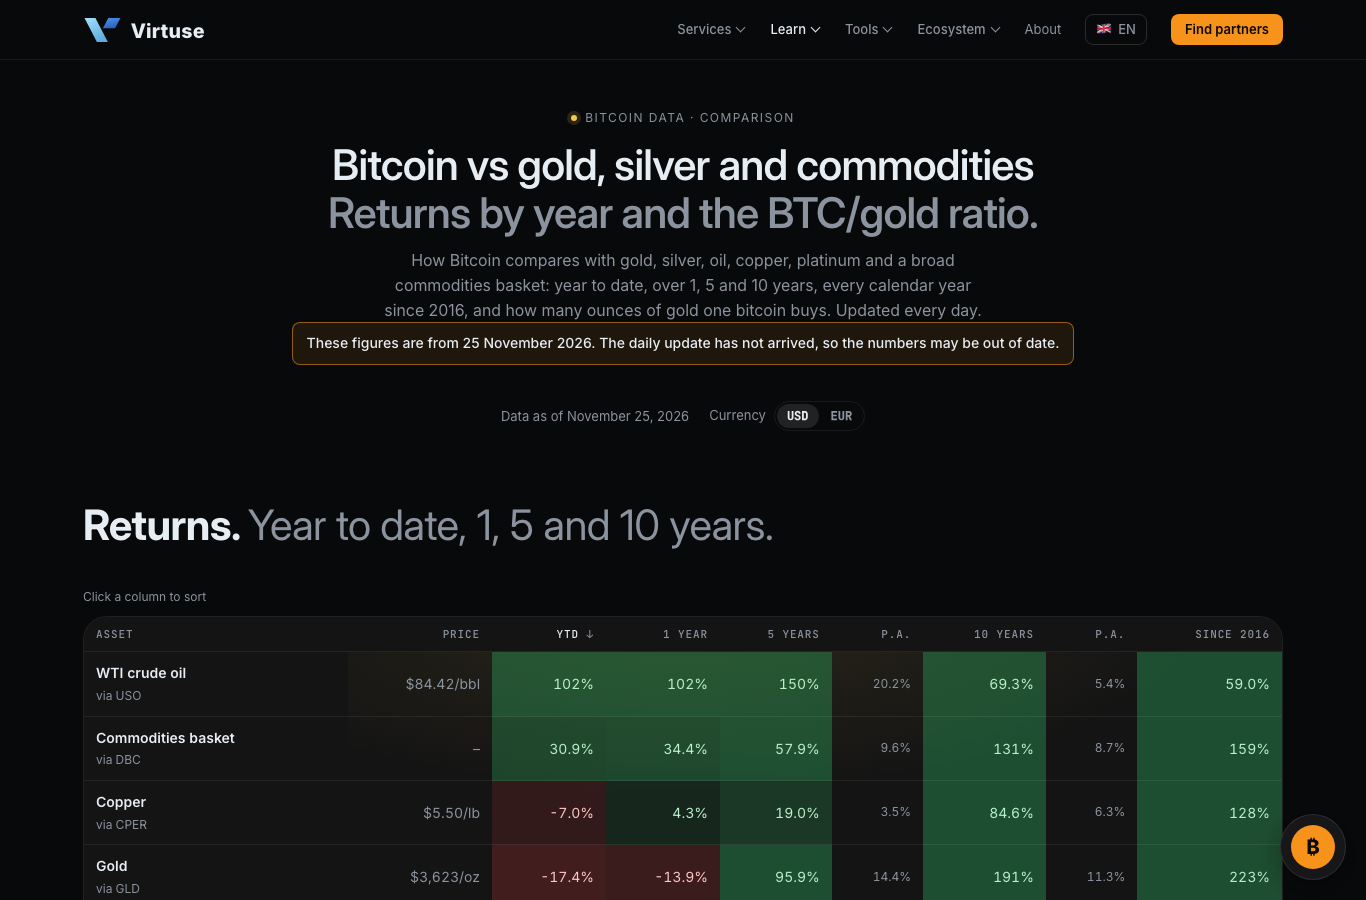 Virtuse
Services Learn Tools Ecosystem About EN Find partners
BITCOIN DATA · COMPARISON
Bitcoin vs gold, silver and commodities
Returns by year and the BTC/gold ratio.
How Bitcoin compares with gold, silver, oil, copper, platinum and a broad
commodities basket: year to date, over 1, 5 and 10 years, every calendar year
since 2016, and how many ounces of gold one bitcoin buys. Updated every day.
These figures are from 25 November 2026. The daily update has not arrived, so the numbers may be out of date.
Data as of November 25, 2026 Currency USD EUR
Returns. Year to date, 1, 5 and 10 years.
Click a column to sort
ASSET PRICE YTD ↓ 1 YEAR 5 YEARS P.A. 10 YEARS P.A. SINCE 2016
WTI crude oil
via USO
$84.42/bbl 102% 102% 150% 20.2% 69.3% 5.4% 59.0%
Commodities basket
via DBC
– 30.9% 34.4% 57.9% 9.6% 131% 8.7% 159%
Copper
via CPER
$5.50/lb -7.0% 4.3% 19.0% 3.5% 84.6% 6.3% 128%
Gold
via GLD
$3,623/oz -17.4% -13.9% 95.9% 14.4% 191% 11.3% 223%